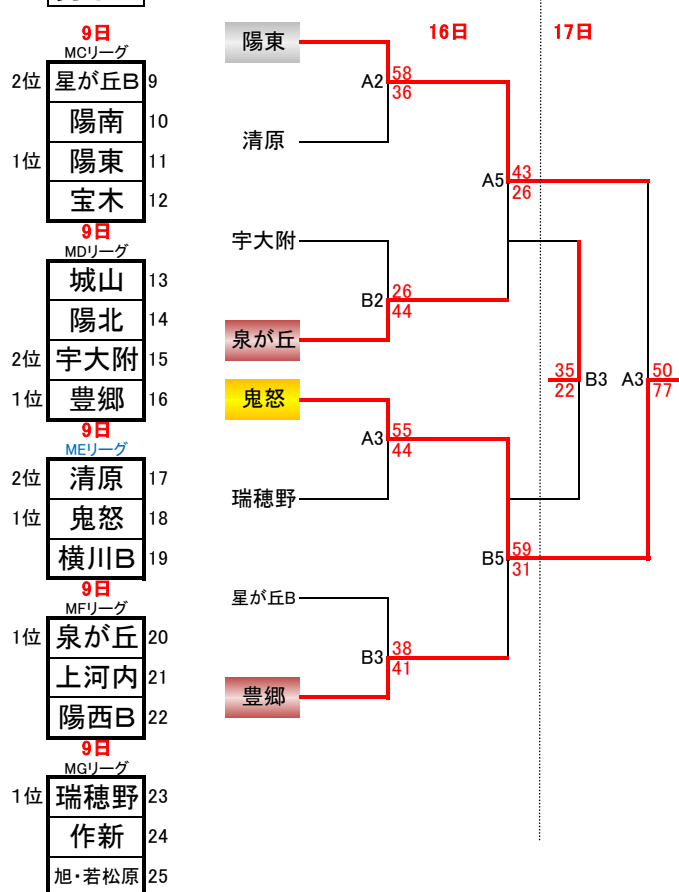 9日
MCリーグ
2位 星が丘B 9
陽南 10
1位 陽東 11
宝木 12
9日
MDリーグ
城山 13
陽北 14
2位 宇大附 15
1位 豊郷 16
9日
MEリーグ
2位 清原 17
1位 鬼怒 18
横川B 19
9日
MFリーグ
1位 泉が丘 20
上河内 21
陽西B 22
9日
MGリーグ
1位 瑞穂野 23
作新 24
旭・若松原 25
16日 17日
陽東
A2 58
36
清原
A5 43
26
宇大附
B2 26
44
泉が丘
35
22 B3
A3 50
77
鬼怒
A3 55
44
瑞穂野
B5 59
31
星が丘B
B3 38
41
豊郷